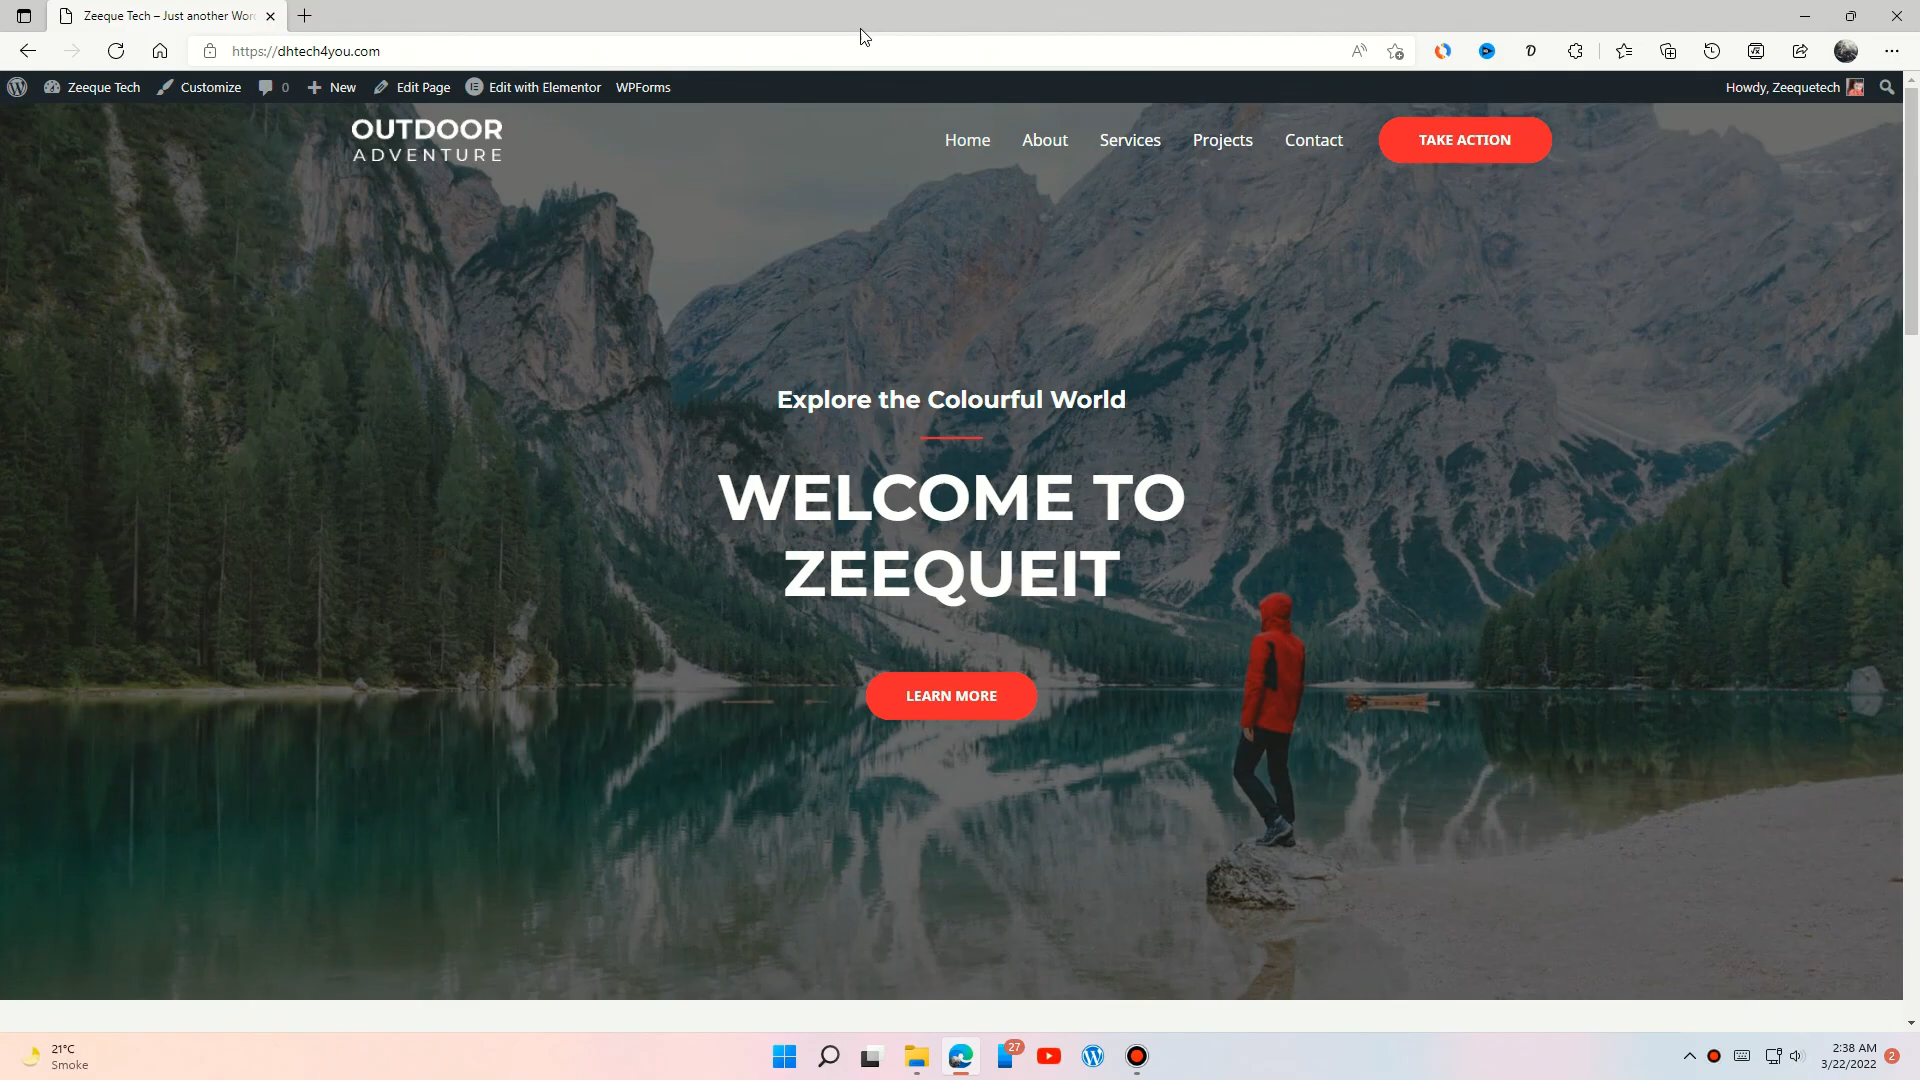 Zeeque Tech – Just another Wor
https://dhtech4you.com
Zeeque Tech
Customize
0
New
Edit Page
Edit with Elementor
WPForms
Howdy, Zeequetech
OUTDOOR
ADVENTURE
Home
About
Services
Projects
Contact
TAKE ACTION
Explore the Colourful World
WELCOME TO
ZEEQUEIT
LEARN MORE
21°C
Smoke
27
2:38 AM
3/22/2022
2